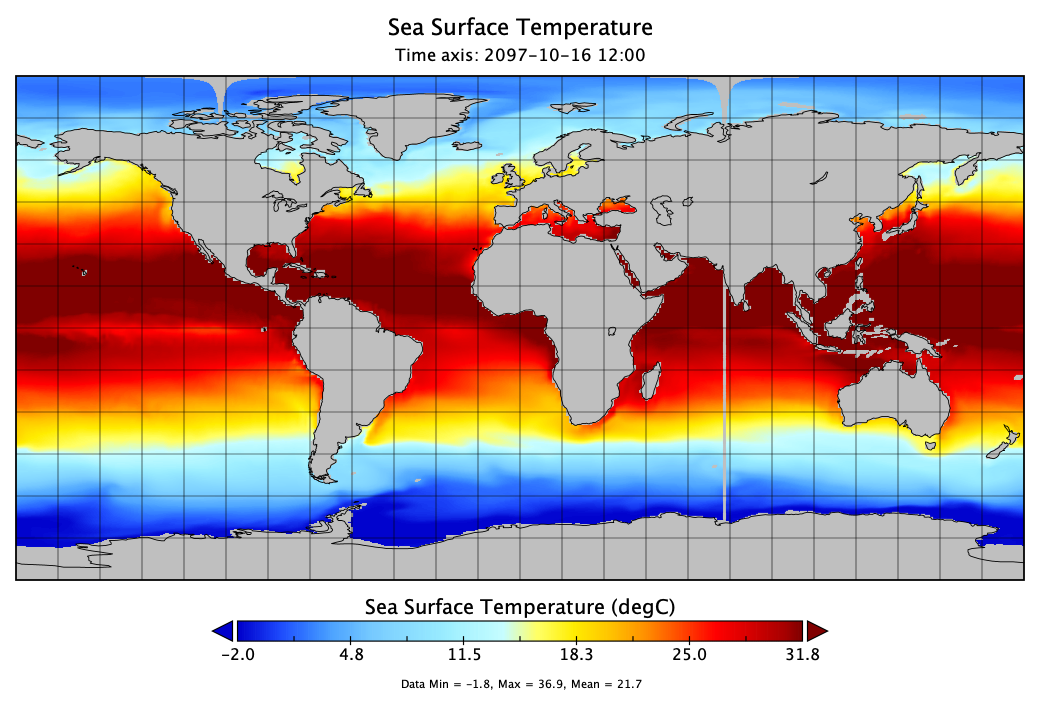 Sea Surface Temperature
Time axis: 2097-10-16 12:00
Sea Surface Temperature (degC)
-2.0 4.8 11.5 18.3 25.0 31.8
Data Min = -1.8, Max = 36.9, Mean = 21.7